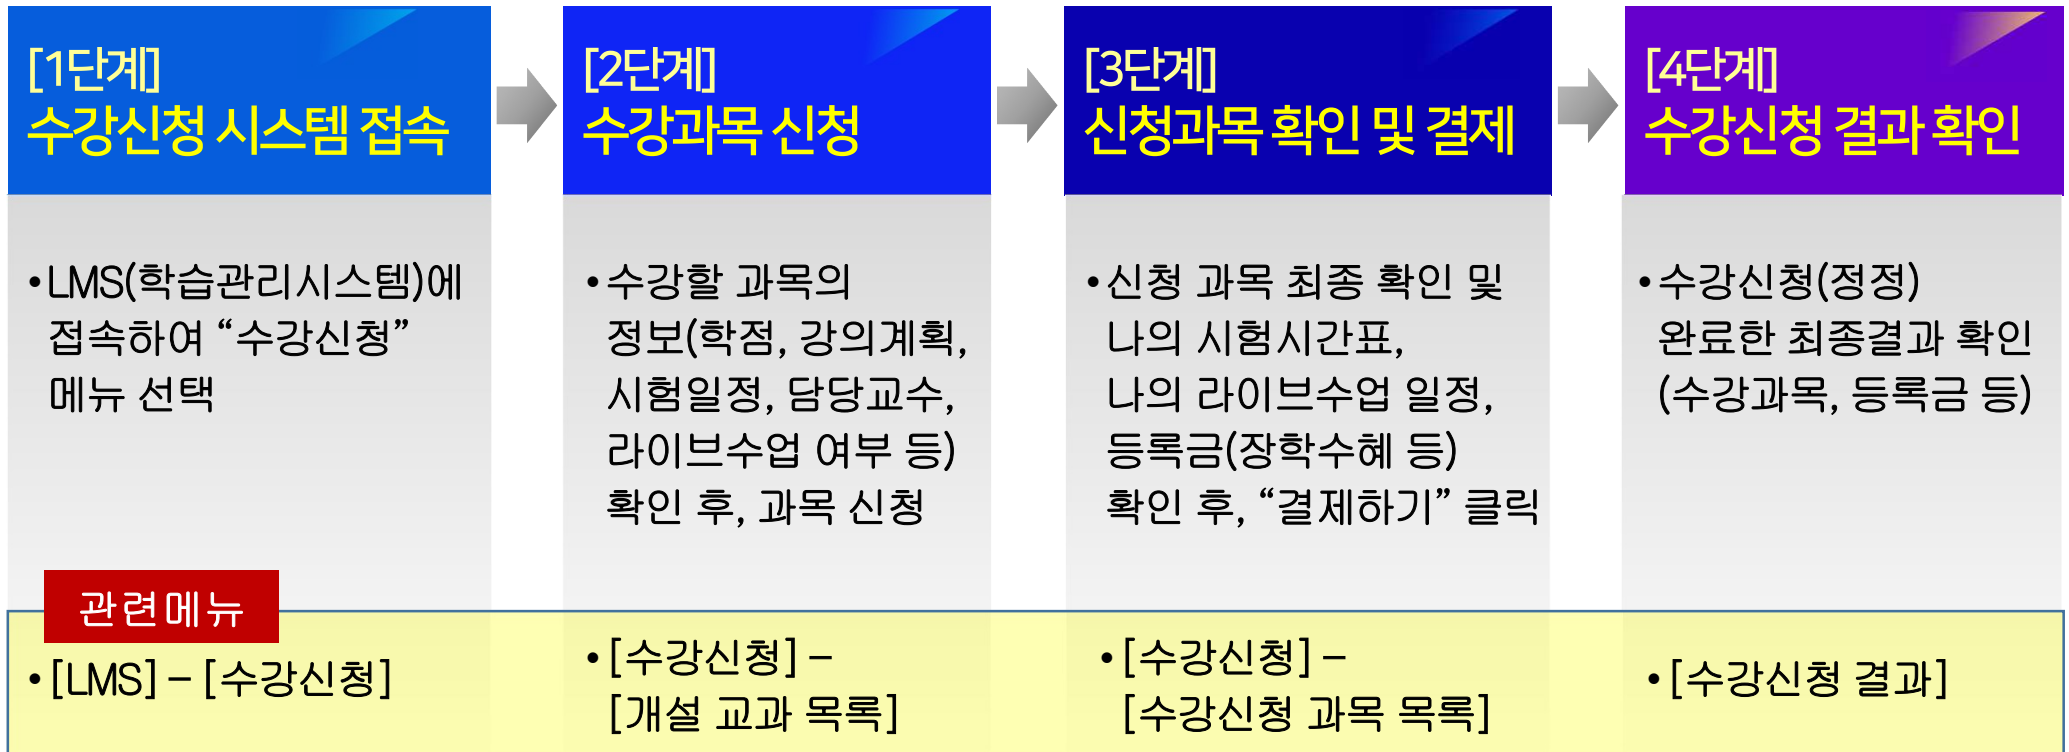 [1단계]
수강신청 시스템 접속
• LMS(학습관리시스템)에
접속하여 “수강신청”
메뉴 선택
[2단계]
수강과목 신청
• 수강할 과목의
정보(학점, 강의계획,
시험일정, 담당교수,
라이브수업 여부 등)
확인 후, 과목 신청
[3단계]
신청과목 확인 및 결제
• 신청 과목 최종 확인 및
나의 시험시간표,
나의 라이브수업 일정,
등록금(장학수혜 등)
확인 후, “결제하기” 클릭
[4단계]
수강신청 결과 확인
• 수강신청(정정)
완료한 최종결과 확인
(수강과목, 등록금 등)
관련메뉴
• [LMS] – [수강신청]
• [수강신청] –
[개설 교과 목록]
• [수강신청] –
[수강신청 과목 목록]
• [수강신청 결과]